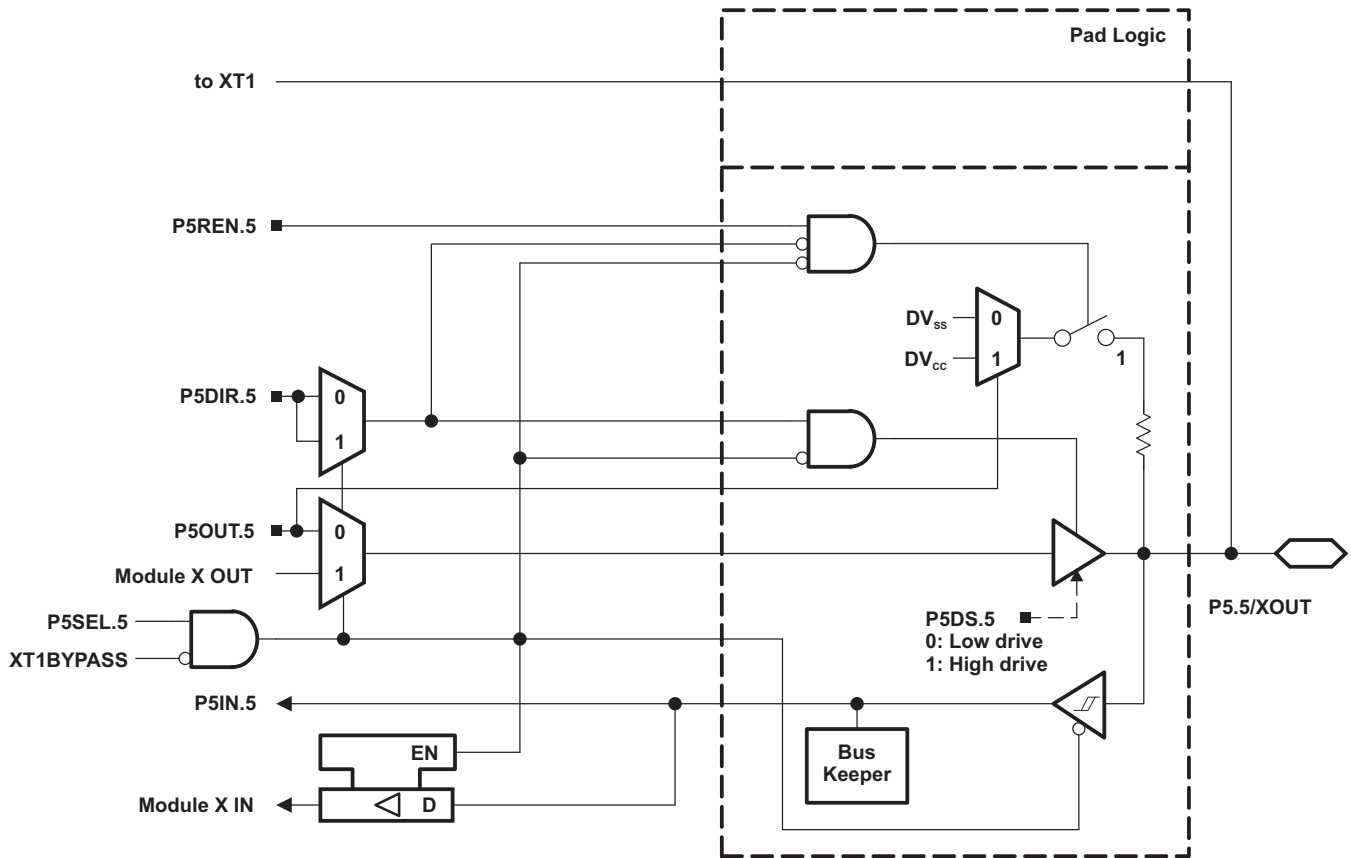 Pad Logic
to XT1
P5REN.5
DVss
0
DVcc
1
1
P5DIR.5
0
1
P5OUT.5
0
Module X OUT
1
P5SEL.5
XT1BYPASS
P5DS.5
0: Low drive
1: High drive
P5.5/XOUT
P5IN.5
Bus
Keeper
EN
Module X IN
D